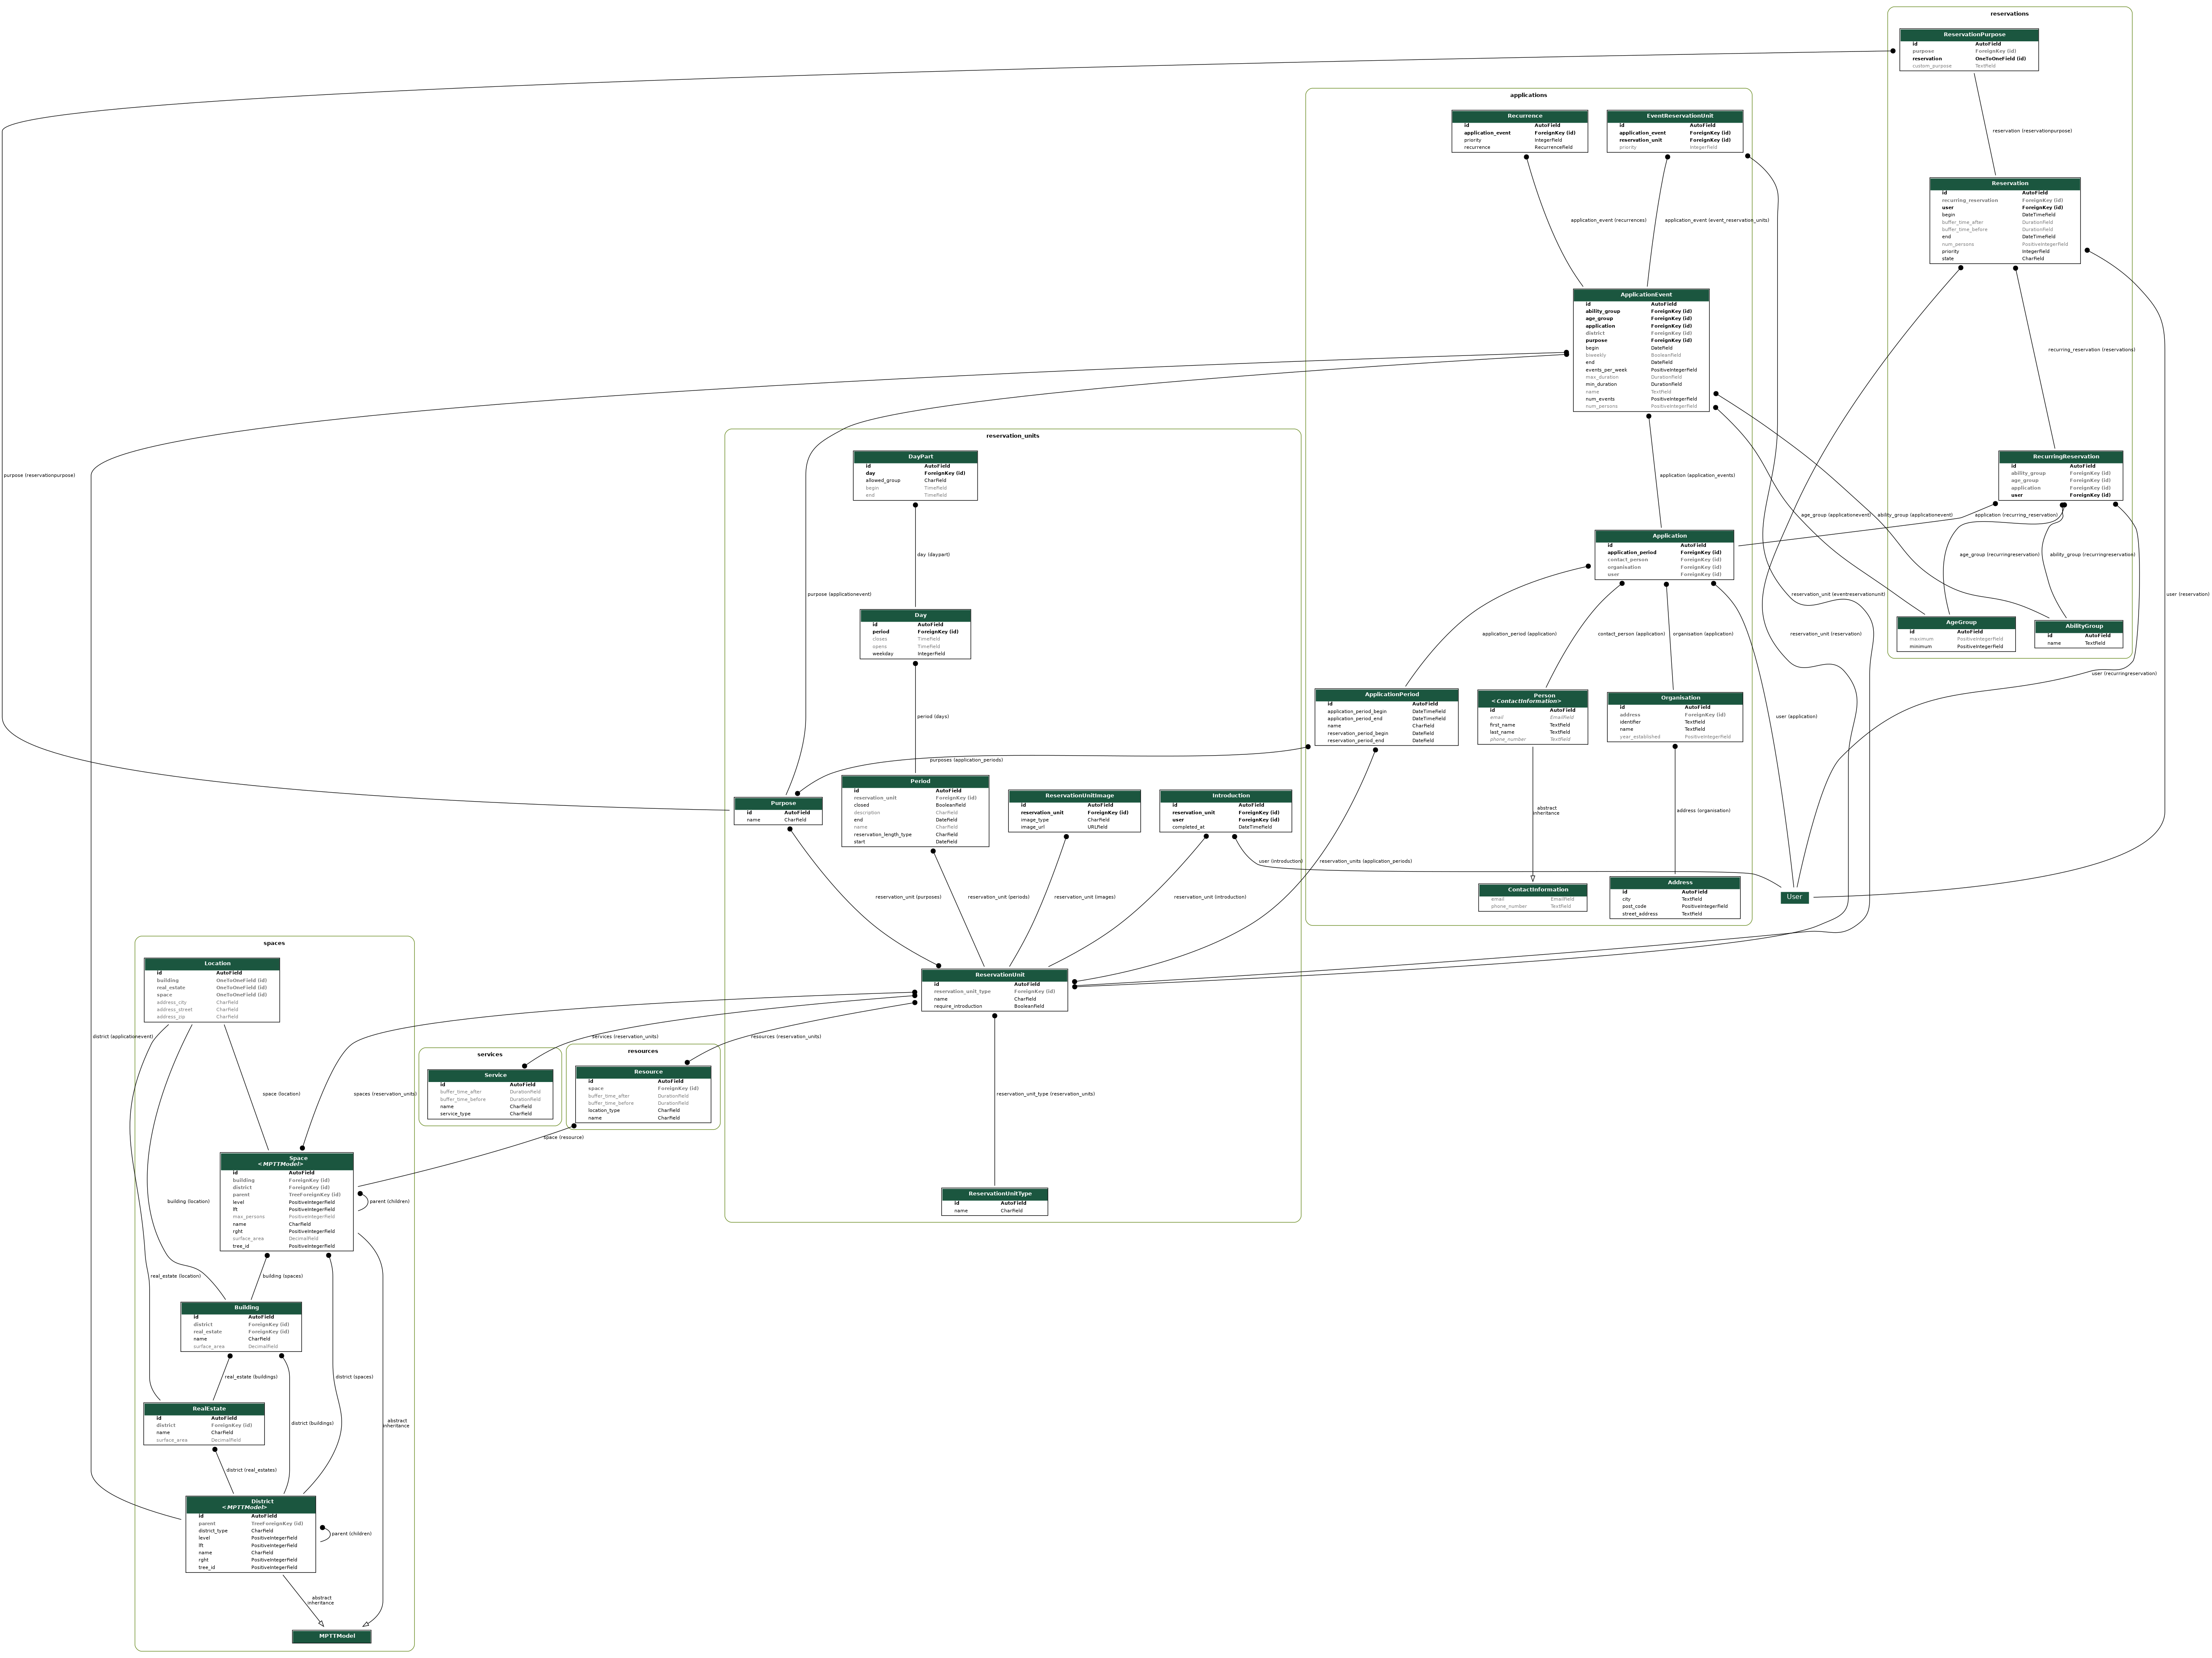 reservations
ReservationPurpose
id AutoField
purpose ForeignKey (id)
reservation OneToOneField (id)
custom_purpose TextField
reservation (reservationpurpose)
Reservation
id AutoField
recurring_reservation ForeignKey (id)
user ForeignKey (id)
begin DateTimeField
buffer_time_after DurationField
buffer_time_before DurationField
end DateTimeField
num_persons PositiveIntegerField
priority IntegerField
state CharField
recurring_reservation (reservations)
RecurringReservation
id AutoField
ability_group ForeignKey (id)
age_group ForeignKey (id)
application ForeignKey (id)
user ForeignKey (id)
age_group (applicationevent)
ability_group (applicationevent)
application (recurring_reservation)
age_group (recurringreservation)
ability_group (recurringreservation)
user (reservation)
reservation_unit (eventreservationunit)
reservation_unit (reservation)
AgeGroup
id AutoField
maximum PositiveIntegerField
minimum PositiveIntegerField
AbilityGroup
id AutoField
name TextField
user (recurringreservation)
applications
Recurrence
id AutoField
application_event ForeignKey (id)
priority IntegerField
recurrence RecurrenceField
EventReservationUnit
id AutoField
application_event ForeignKey (id)
reservation_unit ForeignKey (id)
priority IntegerField
application_event (recurrences)
application_event (event_reservation_units)
ApplicationEvent
id AutoField
ability_group ForeignKey (id)
age_group ForeignKey (id)
application ForeignKey (id)
district ForeignKey (id)
purpose ForeignKey (id)
begin DateField
biweekly BooleanField
end DateField
events_per_week PositiveIntegerField
max_duration DurationField
min_duration DurationField
name TextField
num_events PositiveIntegerField
num_persons PositiveIntegerField
application (application_events)
Application
id AutoField
application_period ForeignKey (id)
contact_person ForeignKey (id)
organisation ForeignKey (id)
user ForeignKey (id)
application_period (application)
contact_person (application)
organisation (application)
user (application)
ApplicationPeriod
id AutoField
application_period_begin DateTimeField
application_period_end DateTimeField
name CharField
reservation_period_begin DateField
reservation_period_end DateField
Person
<ContactInformation>
id AutoField
email EmailField
first_name TextField
last_name TextField
phone_number TextField
Organisation
id AutoField
address ForeignKey (id)
identifier TextField
name TextField
year_established PositiveIntegerField
abstract
inheritance
address (organisation)
ContactInformation
email EmailField
phone_number TextField
Address
id AutoField
city TextField
post_code PositiveIntegerField
street_address TextField
User
purpose (reservationpurpose)
reservation_units
DayPart
id AutoField
day ForeignKey (id)
allowed_group CharField
begin TimeField
end TimeField
day (daypart)
purpose (applicationevent)
Day
id AutoField
period ForeignKey (id)
closes TimeField
opens TimeField
weekday IntegerField
period (days)
purposes (application_periods)
Purpose
id AutoField
name CharField
Period
id AutoField
reservation_unit ForeignKey (id)
closed BooleanField
description CharField
end DateField
name CharField
reservation_length_type CharField
start DateField
ReservationUnitImage
id AutoField
reservation_unit ForeignKey (id)
image_type CharField
image_url URLField
Introduction
id AutoField
reservation_unit ForeignKey (id)
user ForeignKey (id)
completed_at DateTimeField
user (introduction)
reservation_units (application_periods)
reservation_unit (purposes)
reservation_unit (periods)
reservation_unit (images)
reservation_unit (introduction)
ReservationUnit
id AutoField
reservation_unit_type ForeignKey (id)
name CharField
require_introduction BooleanField
services (reservation_units)
resources (reservation_units)
reservation_unit_type (reservation_units)
ReservationUnitType
id AutoField
name CharField
services
Service
id AutoField
buffer_time_after DurationField
buffer_time_before DurationField
name CharField
service_type CharField
resources
Resource
id AutoField
space ForeignKey (id)
buffer_time_after DurationField
buffer_time_before DurationField
location_type CharField
name CharField
space (resource)
spaces
Location
id AutoField
building OneToOneField (id)
real_estate OneToOneField (id)
space OneToOneField (id)
address_city CharField
address_street CharField
address_zip CharField
district (applicationevent)
space (location)
spaces (reservation_units)
Space
<MPTTModel>
id AutoField
building ForeignKey (id)
district ForeignKey (id)
parent TreeForeignKey (id)
level PositiveIntegerField
lft PositiveIntegerField
max_persons PositiveIntegerField
name CharField
rght PositiveIntegerField
surface_area DecimalField
tree_id PositiveIntegerField
parent (children)
building (location)
real_estate (location)
building (spaces)
Building
id AutoField
district ForeignKey (id)
real_estate ForeignKey (id)
name CharField
surface_area DecimalField
real_estate (buildings)
district (spaces)
RealEstate
id AutoField
district ForeignKey (id)
name CharField
surface_area DecimalField
district (buildings)
abstract
inheritance
district (real_estates)
District
<MPTTModel>
id AutoField
parent TreeForeignKey (id)
district_type CharField
level PositiveIntegerField
lft PositiveIntegerField
name CharField
rght PositiveIntegerField
tree_id PositiveIntegerField
parent (children)
abstract
inheritance
MPTTModel